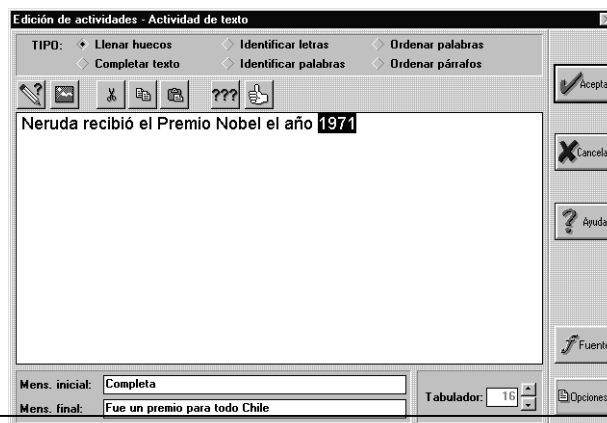 Edición de actividades - Actividad de texto
TIPO: Llenar huecos Identificar letras Ordenar palabras
Completar texto Identificar palabras Ordenar párrafos
???
Acepta
Neruda recibió el Premio Nobel el año 1971
Cancela
Ayuda
Fuente
Mens. inicial: Completa
Tabulador: 16
Opciones
Mens. final: Fue un premio para todo Chile